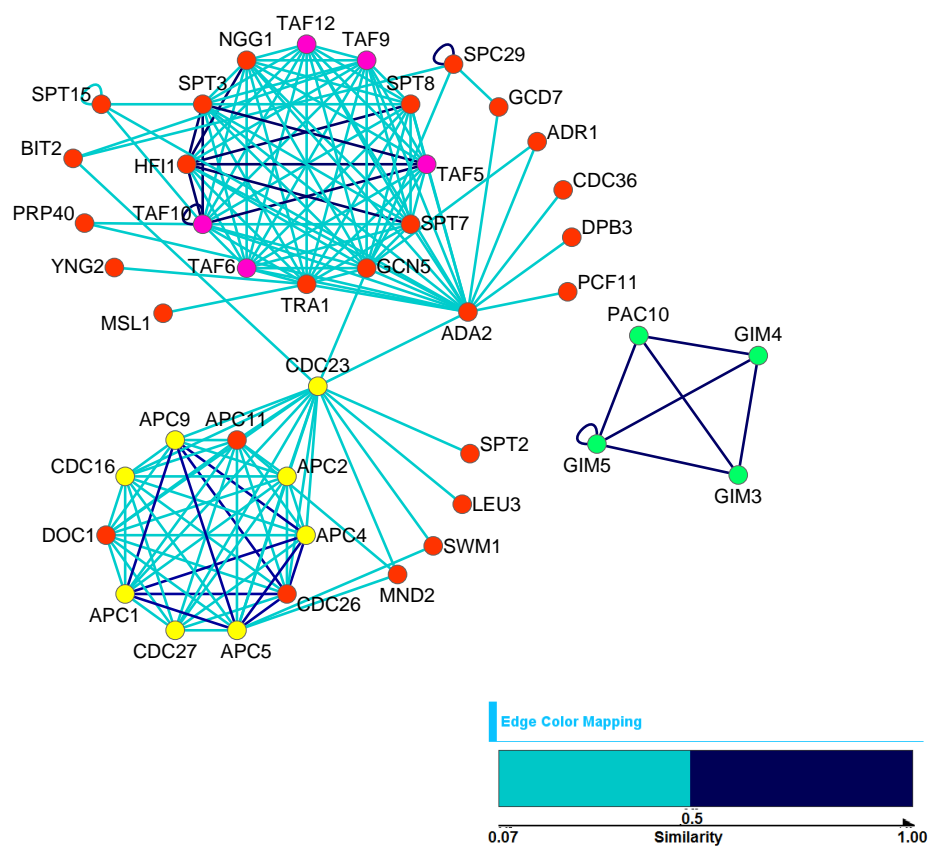 TAF12
NGG1
TAF9
SPC29
SPT15
SPT3
SPT8
GCD7
ADR1
BIT2
HFI1
TAF5
CDC36
PRP40
TAF10
SPT7
DPB3
YNG2
TAF6
GCN5
PCF11
TRA1
MSL1
ADA2
PAC10
GIM4
CDC23
APC9
APC11
SPT2
CDC16
APC2
GIM5
GIM3
LEU3
DOC1
APC4
SWM1
MND2
APC1
CDC26
CDC27
APC5
Edge Color Mapping
0.5
0.07
Similarity
1.00